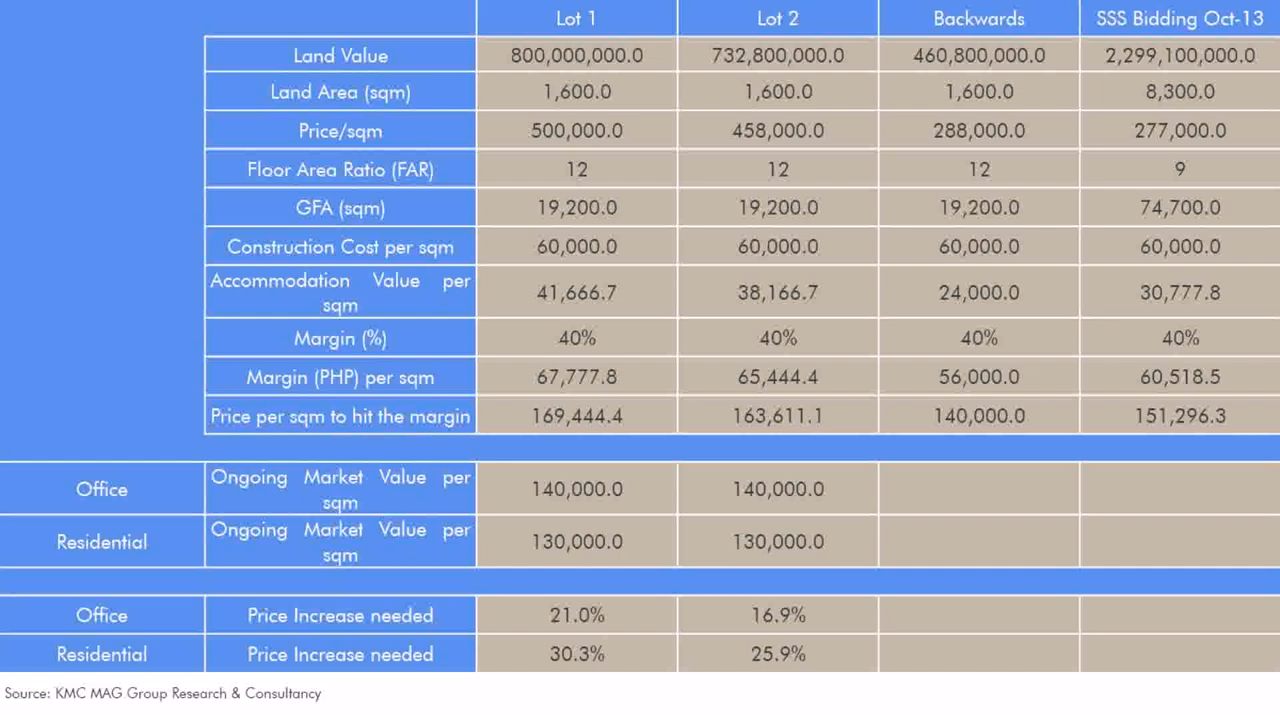 Lot 1 Lot 2 Backwards SSS Bidding Oct-13
Land Value 800,000,000.0 732,800,000.0 460,800,000.0 2,299,100,000.0
Land Area (sqm) 1,600.0 1,600.0 1,600.0 8,300.0
Price/sqm 500,000.0 458,000.0 288,000.0 277,000.0
Floor Area Ratio (FAR) 12 12 12 9
GFA (sqm) 19,200.0 19,200.0 19,200.0 74,700.0
Construction Cost per sqm 60,000.0 60,000.0 60,000.0 60,000.0
Accommodation Value per
sqm 41,666.7 38,166.7 24,000.0 30,777.8
Margin (%) 40% 40% 40% 40%
Margin (PHP) per sqm 67,777.8 65,444.4 56,000.0 60,518.5
Price per sqm to hit the margin 169,444.4 163,611.1 140,000.0 151,296.3
Office Ongoing Market Value per
sqm 140,000.0 140,000.0
Residential Ongoing Market Value per
sqm 130,000.0 130,000.0
Office Price Increase needed 21.0% 16.9%
Residential Price Increase needed 30.3% 25.9%
Source: KMC MAG Group Research & Consultancy